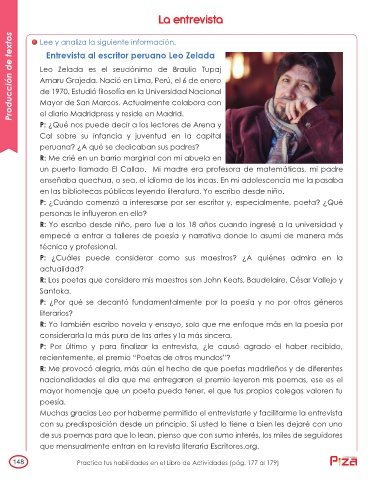 La entrevista
Producción de textos
Lee y analiza la siguiente información.
Entrevista al escritor peruano Leo Zelada
Leo Zelada es el seudónimo de Braulio Tupaj
Amaru Grajeda. Nació en Lima, Perú, el 6 de enero
de 1970. Estudió filosofía en la Universidad Nacional
Mayor de San Marcos. Actualmente colabora con
el diario Madridpress y reside en Madrid.
P: ¿Qué nos puede decir a los lectores de Arena y
Cal sobre su infancia y juventud en la capital
peruana? ¿A qué se dedicaban sus padres?
R: Me crié en un barrio marginal con mi abuela en
un puerto llamado El Callao. Mi madre era profesora de matemáticas, mi padre
enseñaba quechua, o sea, el idioma de los incas. En mi adolescencia me la pasaba
en las bibliotecas públicas leyendo literatura. Yo escribo desde niño.
P: ¿Cuándo comenzó a interesarse por ser escritor y, especialmente, poeta? ¿Qué
personas le influyeron en ello?
R: Yo escribo desde niño, pero fue a los 18 años cuando ingresé a la universidad y
empecé a entrar a talleres de poesía y narrativa donde lo asumí de manera más
técnica y profesional.
P: ¿Cuáles puede considerar como sus maestros? ¿A quiénes admira en la
actualidad?
R: Los poetas que considero mis maestros son John Keats, Baudelaire, César Vallejo y
Santoka.
P: ¿Por qué se decantó fundamentalmente por la poesía y no por otros géneros
literarios?
R: Yo también escribo novela y ensayo, solo que me enfoque más en la poesía por
considerarla la más pura de las artes y la más sincera.
P: Por último y para finalizar la entrevista, ¿le causó agrado el haber recibido,
recientemente, el premio “Poetas de otros mundos”?
R: Me provocó alegría, más aún el hecho de que poetas madrileños y de diferentes
nacionalidades el día que me entregaron el premio leyeron mis poemas, ese es el
mayor homenaje que un poeta puede tener, el que tus propios colegas valoren tu
poesía.
Muchas gracias Leo por haberme permitido el entrevistarle y facilitarme la entrevista
con su predisposición desde un principio. Si usted lo tiene a bien les dejaré con uno
de sus poemas para que lo lean, pienso que con sumo interés, los miles de seguidores
que mensualmente entran en la revista literaria Escritores.org.
148
Practica tus habilidades en el Libro de Actividades (pág. 177 al 179)
PIZA